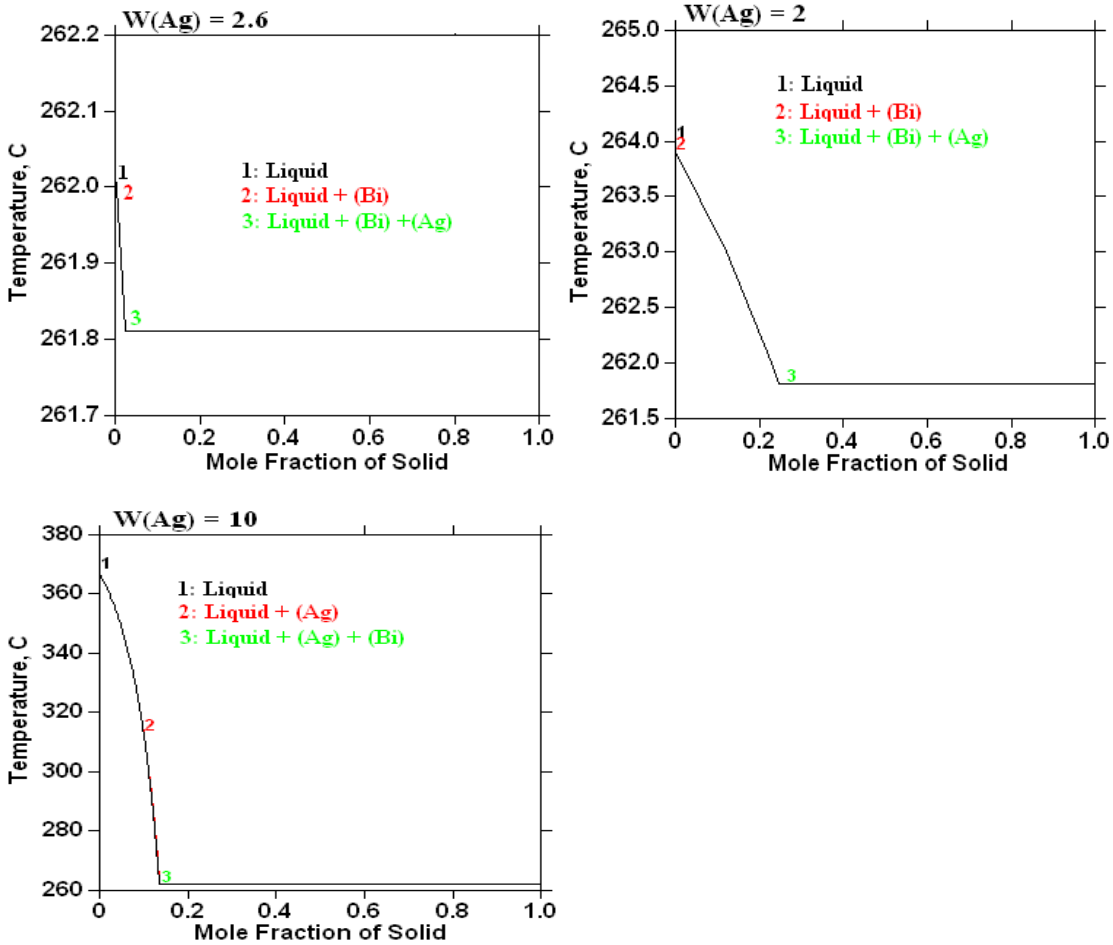 W(Ag) = 2.6
262.2
262.1
262.0
261.9
261.8
261.7
Temperature, C
1
2
3
1: Liquid
2: Liquid + (Bi)
3: Liquid + (Bi) +(Ag)
0 0.2 0.4 0.6 0.8 1.0
Mole Fraction of Solid
W(Ag) = 2
265.0
264.5
264.0
263.5
263.0
262.5
262.0
261.5
Temperature, C
1
2
3
1: Liquid
2: Liquid + (Bi)
3: Liquid + (Bi) + (Ag)
0 0.2 0.4 0.6 0.8 1.0
Mole Fraction of Solid
W(Ag) = 10
380
360
340
320
300
280
260
Temperature, C
1
2
3
1: Liquid
2: Liquid + (Ag)
3: Liquid + (Ag) + (Bi)
0 0.2 0.4 0.6 0.8 1.0
Mole Fraction of Solid